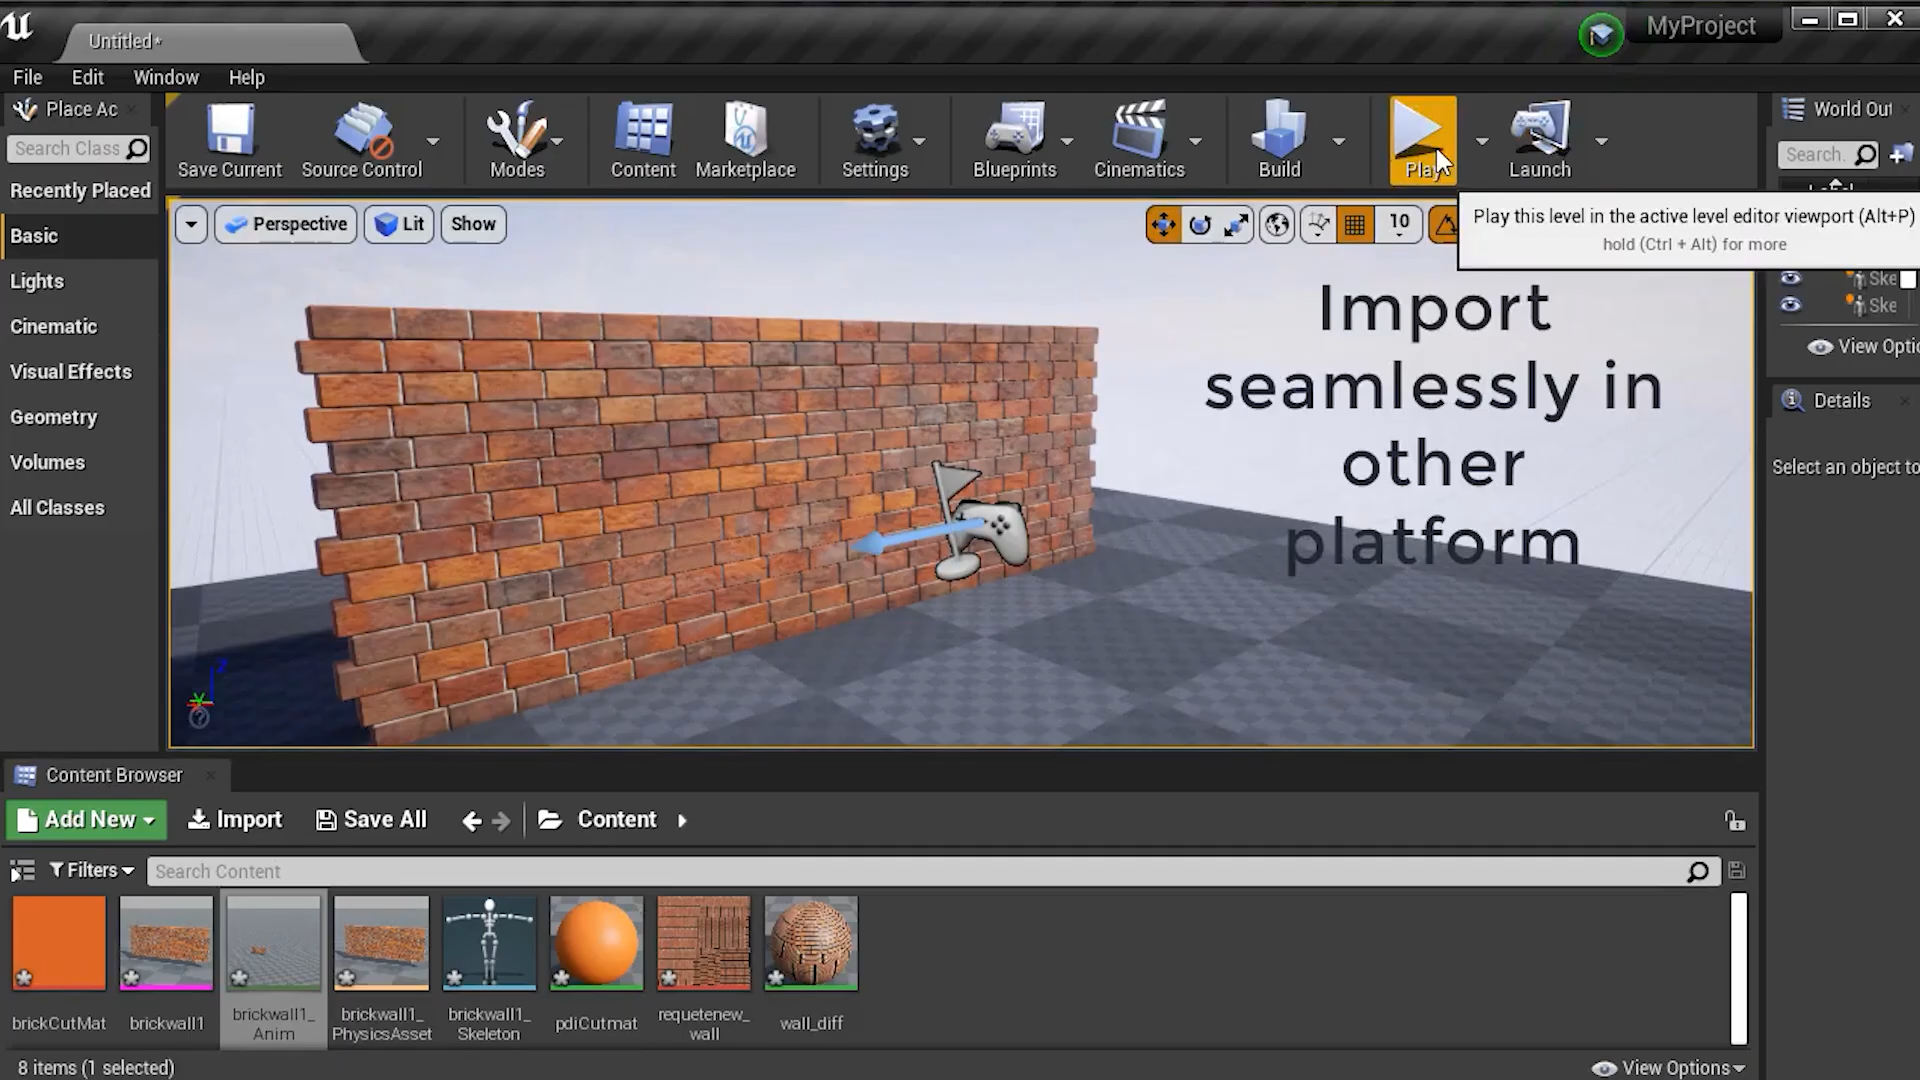 Untitled*
MyProject
File Edit Window Help
Place Ac
Search Class
Recently Placed
Basic
Lights
Cinematic
Visual Effects
Geometry
Volumes
All Classes
Save Current Source Control Modes Content Marketplace Settings Blueprints Cinematics Build Play Launch
World Out
Search.
Perspective Lit Show
10
Play this level in the active level editor viewport (Alt+P)
hold (Ctrl + Alt) for more
Ske
Ske
View Optio
Details
Select an object to
Import
seamlessly in
other
platform
Z
Content Browser
Add New Import Save All Content
Filters Search Content
brickCutMat
brickwall1
brickwall1_
Anim
brickwall1_
PhysicsAsset
brickwall1_
Skeleton
pdiCutmat
requetenew_
wall
wall_diff
8 items (1 selected)
View Options